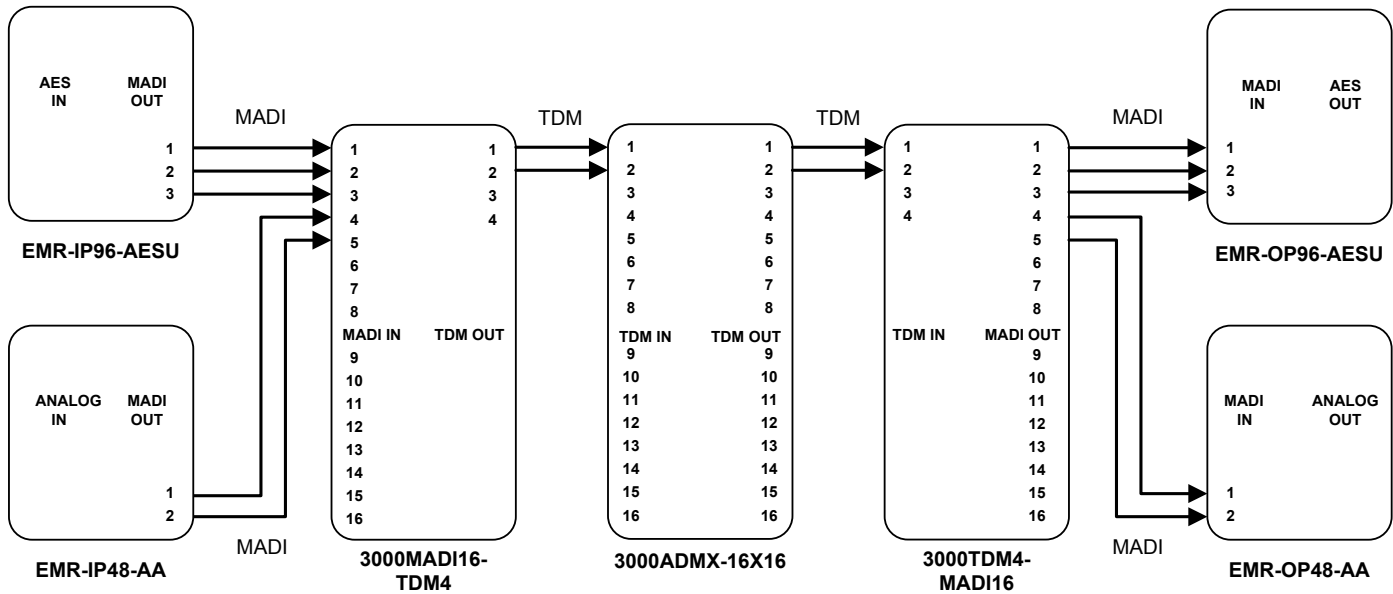 AES
IN
MADI
OUT
1
2
3
EMR-IP96-AESU
ANALOG
IN
MADI
OUT
1
2
EMR-IP48-AA
MADI
MADI
1
2
3
4
5
6
7
8
MADI IN
9
10
11
12
13
14
15
16
1
2
3
4
TDM OUT
3000MADI16-
TDM4
TDM
1
2
3
4
5
6
7
8
TDM IN
9
10
11
12
13
14
15
16
1
2
3
4
5
6
7
8
TDM OUT
9
10
11
12
13
14
15
16
3000ADMX-16X16
TDM
1
2
3
4
TDM IN
1
2
3
4
5
6
7
8
MADI OUT
9
10
11
12
13
14
15
16
3000TDM4-
MADI16
MADI
MADI
MADI
IN
AES
OUT
1
2
3
EMR-OP96-AESU
MADI
IN
ANALOG
OUT
1
2
EMR-OP48-AA